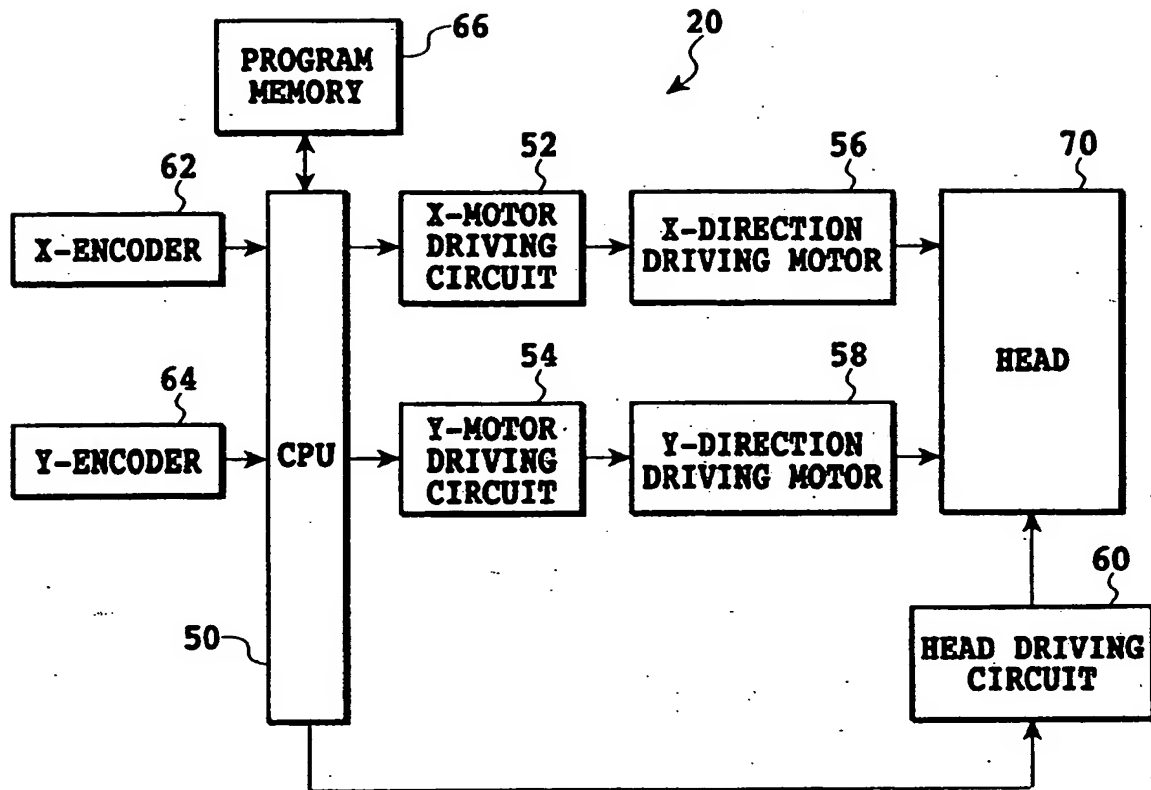 20
66
PROGRAM
MEMORY
62
52
56
70
X-ENCODER
X-MOTOR
DRIVING
CIRCUIT
X-DIRECTION
DRIVING MOTOR
HEAD
64
54
58
Y-ENCODER
CPU
Y-MOTOR
DRIVING
CIRCUIT
Y-DIRECTION
DRIVING MOTOR
50
60
HEAD DRIVING
CIRCUIT